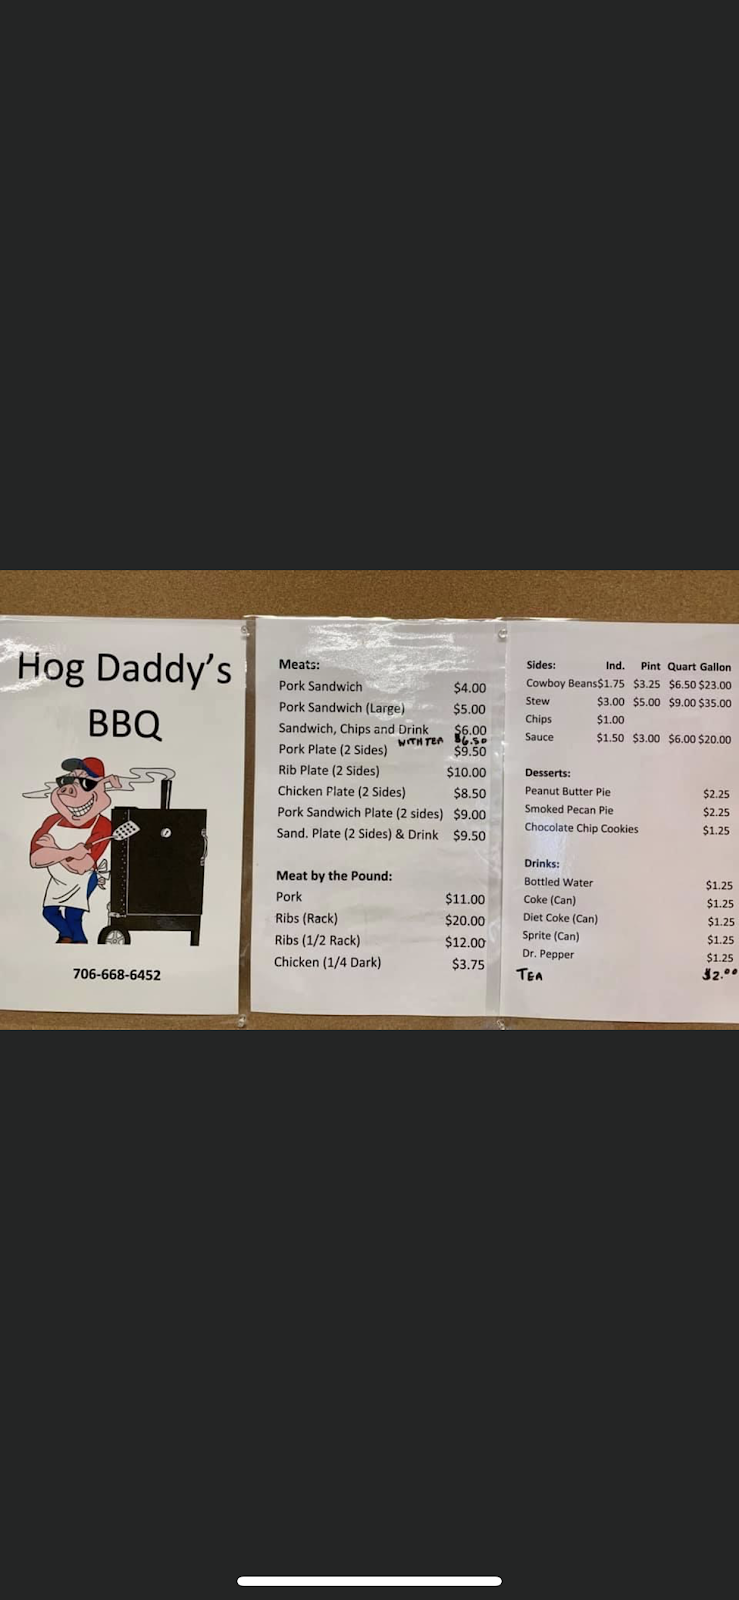 Hog Daddy's
BBQ
706-668-6452
Meats:
Pork Sandwich $4.00
Pork Sandwich (Large) $5.00
Sandwich, Chips and Drink $6.00
WITH TEA $6.50
Pork Plate (2 Sides) $9.50
Rib Plate (2 Sides) $10.00
Chicken Plate (2 Sides) $8.50
Pork Sandwich Plate (2 sides) $9.00
Sand. Plate (2 Sides) & Drink $9.50
Meat by the Pound:
Pork $11.00
Ribs (Rack) $20.00
Ribs (1/2 Rack) $12.00
Chicken (1/4 Dark) $3.75
Sides: Ind. Pint Quart Gallon
Cowboy Beans $1.75 $3.25 $6.50 $23.00
Stew $3.00 $5.00 $9.00 $35.00
Chips $1.00
Sauce $1.50 $3.00 $6.00 $20.00
Desserts:
Peanut Butter Pie $2.25
Smoked Pecan Pie $2.25
Chocolate Chip Cookies $1.25
Drinks:
Bottled Water $1.25
Coke (Can) $1.25
Diet Coke (Can) $1.25
Sprite (Can) $1.25
Dr. Pepper $1.25
TEA $2.00